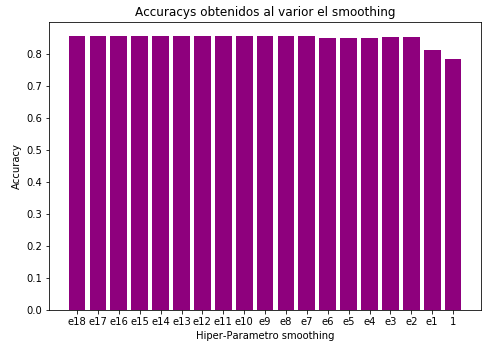 Accuracys obtenidos al varior el smoothing
Accuracy
0.8
0.7
0.6
0.5
0.4
0.3
0.2
0.1
0.0
e18 e17 e16 e15 e14 e13 e12 e11 e10 e9 e8 e7 e6 e5 e4 e3 e2 e1 1
Hiper-Parametro smoothing